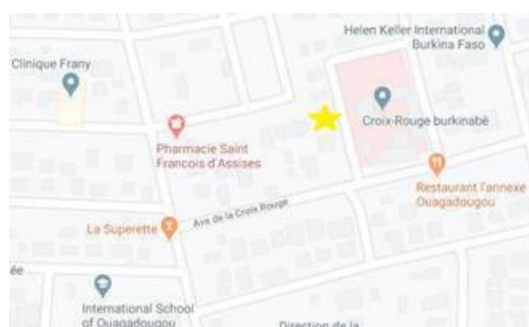 Helen Keller International
Burkina Faso
Clinique Frany
Croix-Rouge burkinabè
Pharmacie Saint
Francois d'Assises
Restaurant l'annexe
Ouagadougou
Ave de la Croix Rouge
La Superette
ée
International School
of Ouagadougou
Direction de la